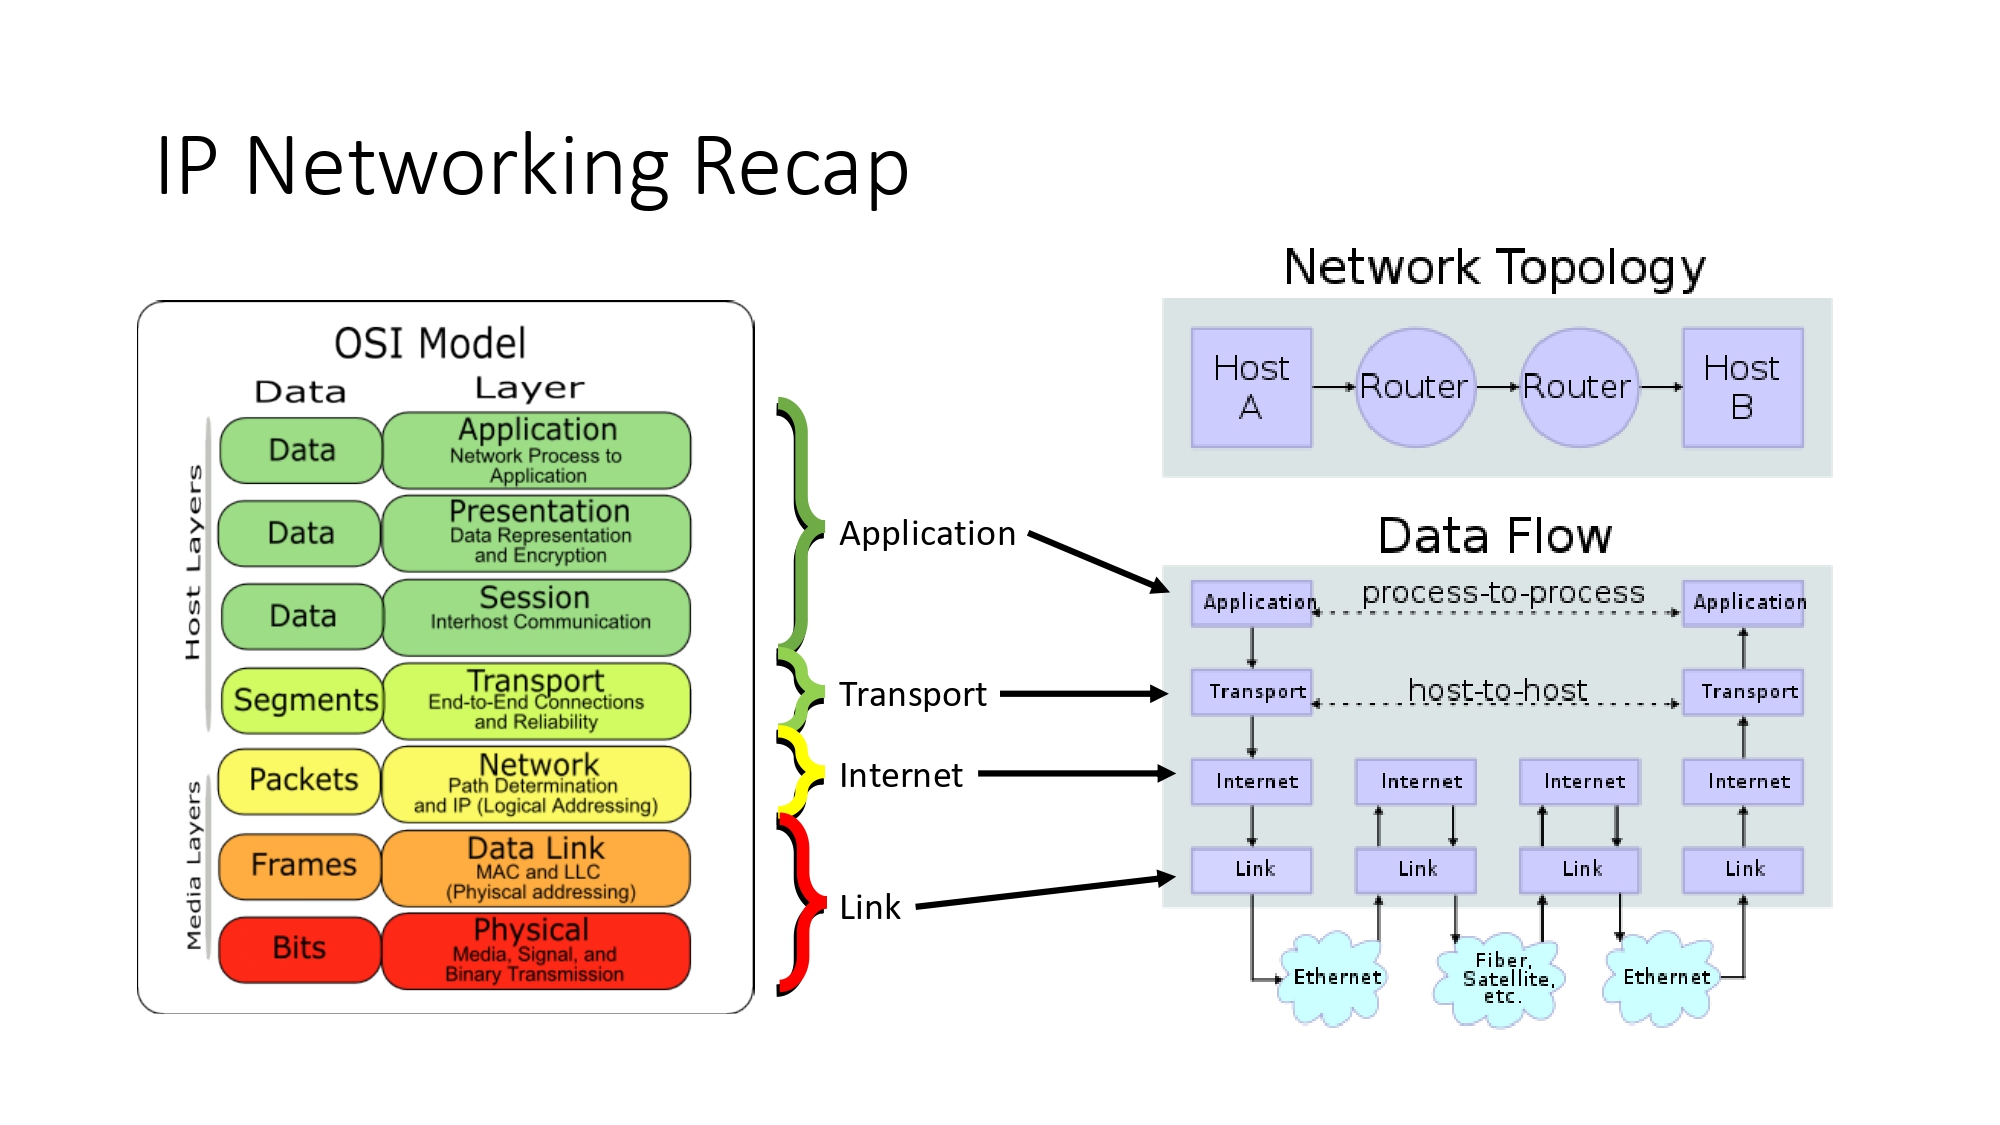 IP Networking Recap
OSI Model
Data Layer
Host Layers
Data
Application
Network Process to
Application
Data
Presentation
Data Representation
and Encryption
Data
Session
Interhost Communication
Segments
Transport
End-to-End Connections
and Reliability
Media Layers
Packets
Network
Path Determination
and IP (Logical Addressing)
Frames
Data Link
MAC and LLC
(Phyiscal addressing)
Bits
Physical
Media, Signal, and
Binary Transmission
Application
Transport
Internet
Link
Network Topology
Host
A
Router
Router
Host
B
Data Flow
Application process-to-process Application
Transport host-to-host Transport
Internet Internet Internet Internet
Link Link Link Link
Ethernet
Fiber,
Satellite,
etc.
Ethernet